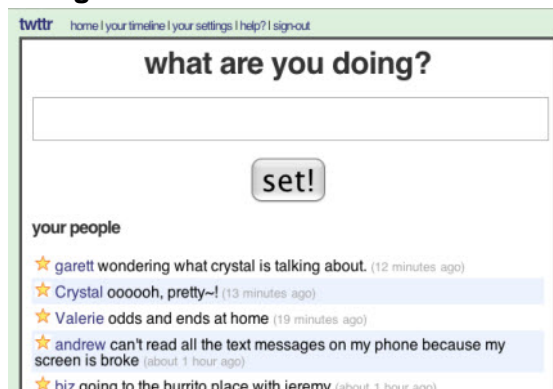 twttr home | your timeline | your settings | help? | sign-out
what are you doing?
set!
your people
garett wondering what crystal is talking about. (12 minutes ago)
Crystal oooooh, pretty~! (13 minutes ago)
Valerie odds and ends at home (19 minutes ago)
andrew can't read all the text messages on my phone because my
screen is broke (about 1 hour ago)
biz going to the burrito place with jeremy (about 1 hour ago)